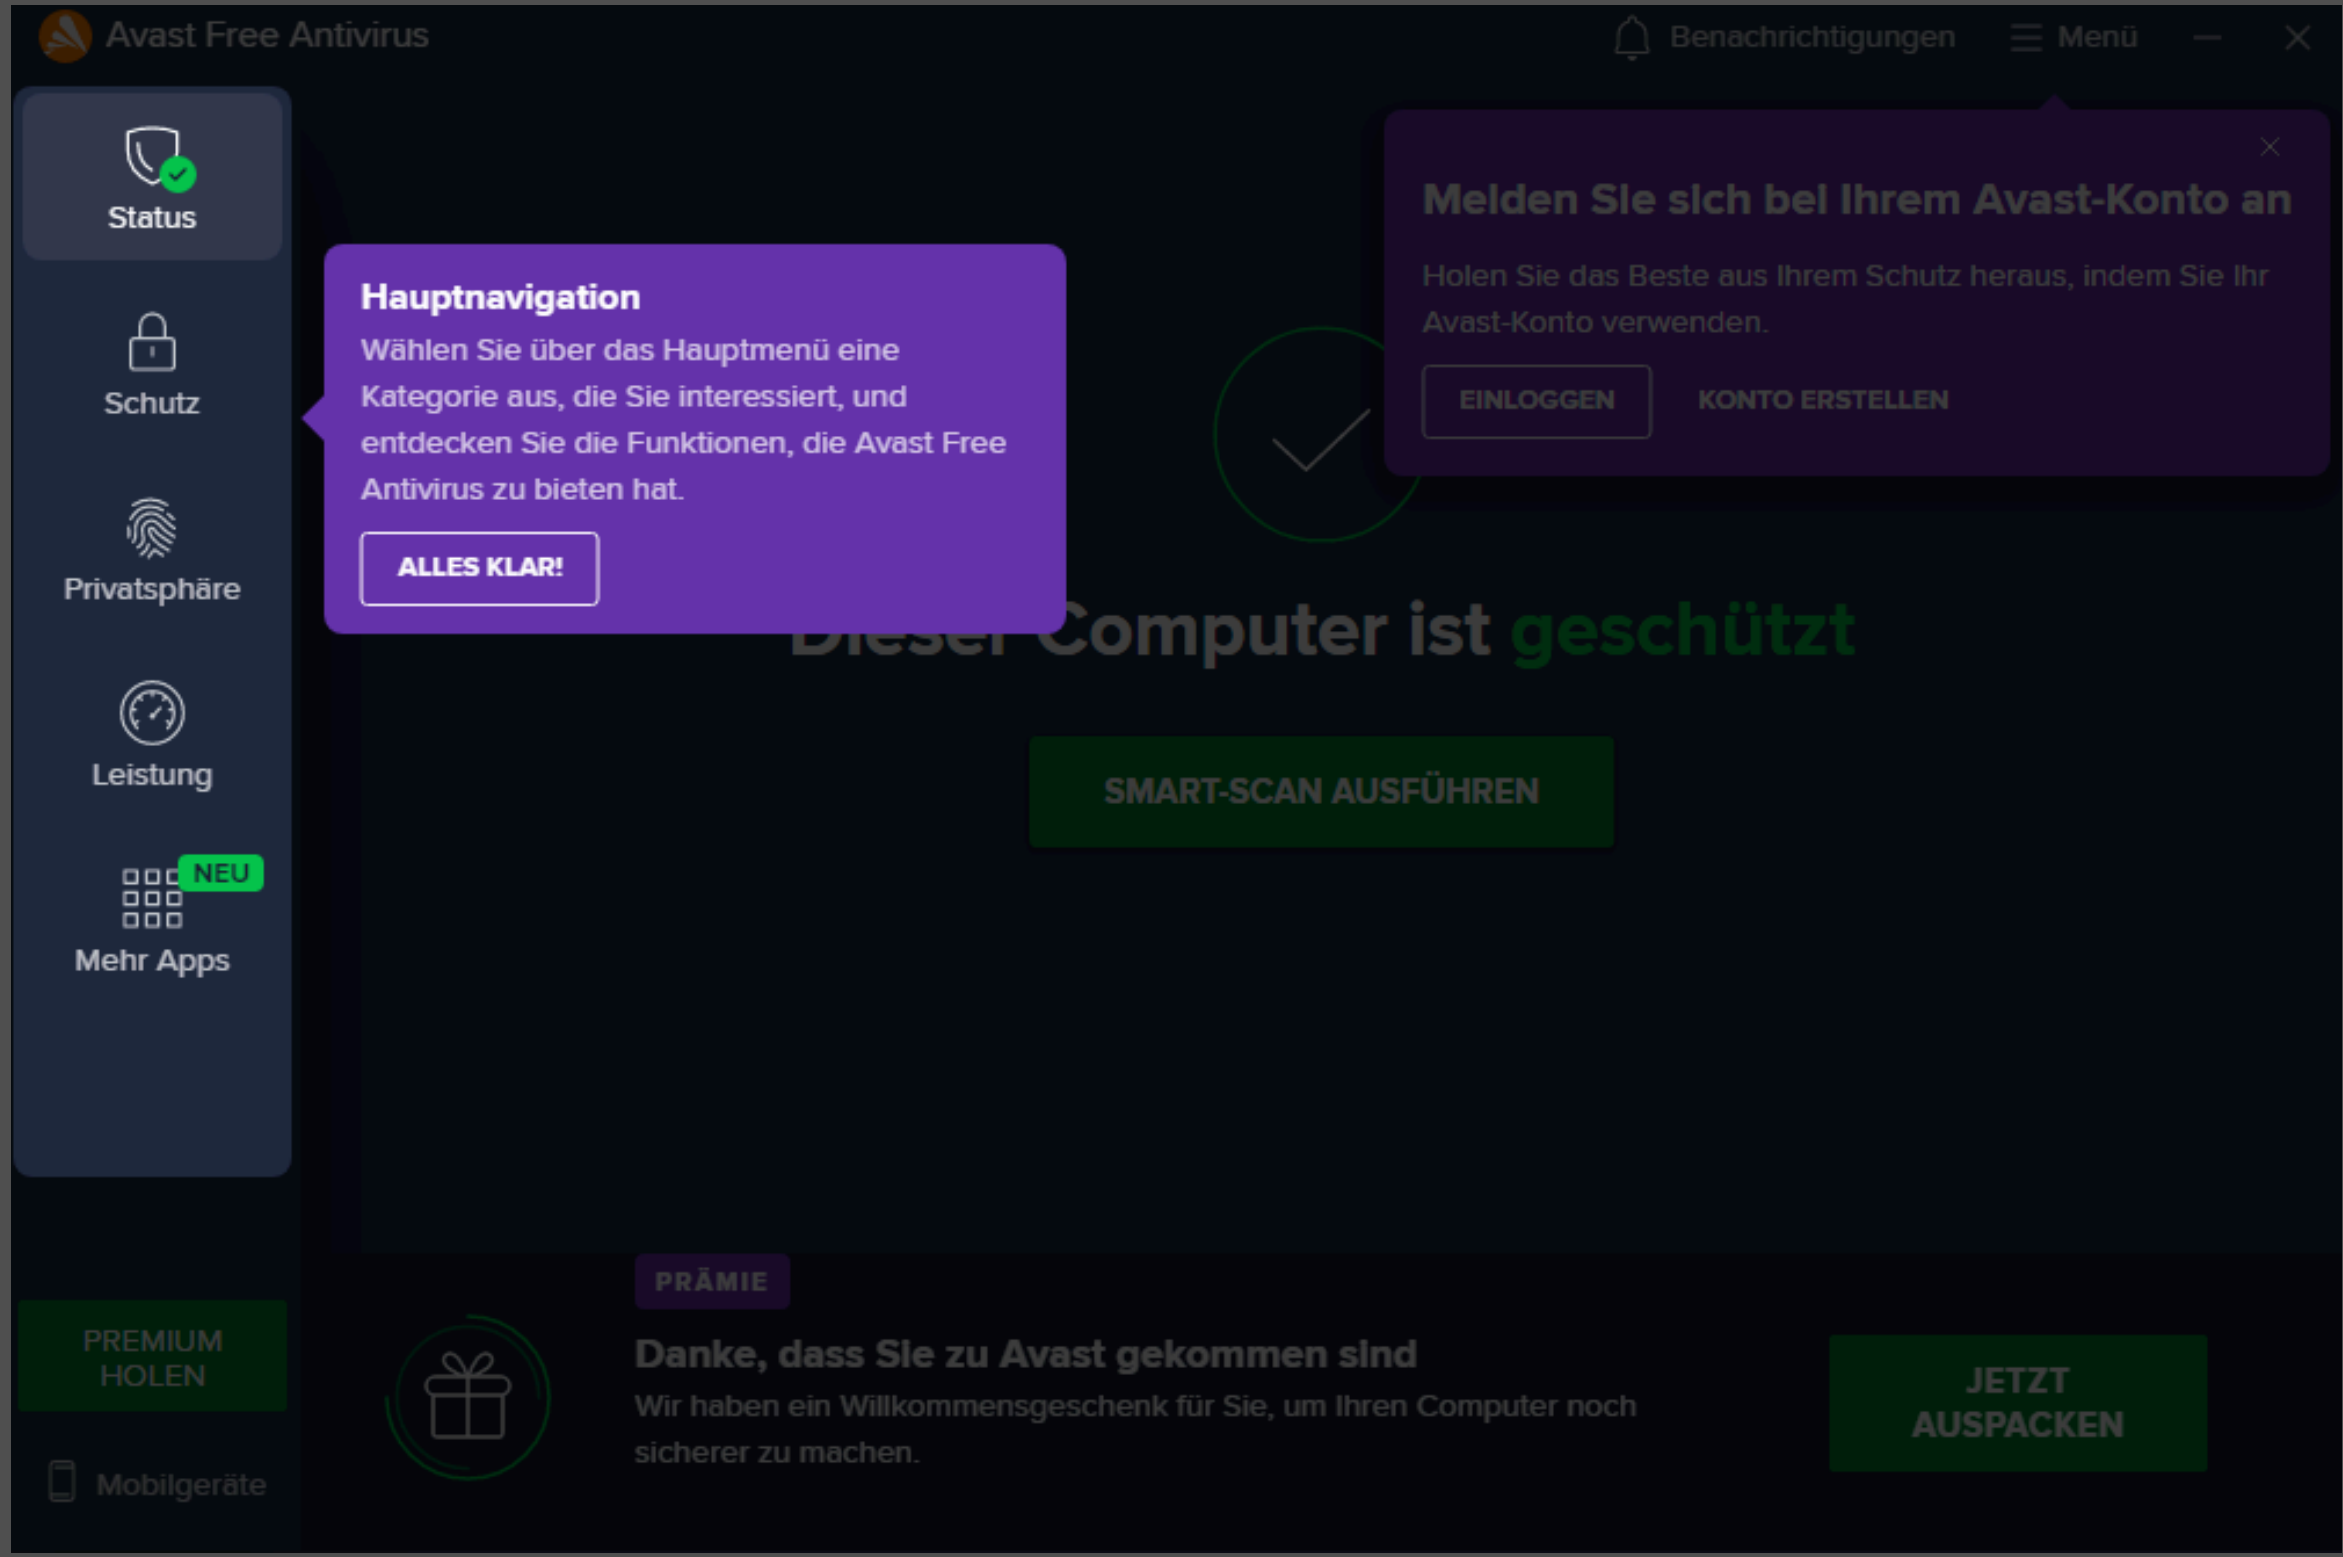 Avast Free Antivirus
Benachrichtigungen
Menü
Status
Schutz
Privatsphäre
Leistung
NEU
Mehr Apps
PREMIUM
HOLEN
Mobilgeräte
Hauptnavigation
Wählen Sie über das Hauptmenü eine
Kategorie aus, die Sie interessiert, und
entdecken Sie die Funktionen, die Avast Free
Antivirus zu bieten hat.
ALLES KLAR!
Melden Sie sich bei Ihrem Avast-Konto an
Holen Sie das Beste aus Ihrem Schutz heraus, indem Sie Ihr
Avast-Konto verwenden.
EINLOGGEN
KONTO ERSTELLEN
Dieser Computer ist geschützt
SMART-SCAN AUSFÜHREN
PRÄMIE
Danke, dass Sie zu Avast gekommen sind
Wir haben ein Willkommensgeschenk für Sie, um Ihren Computer noch
sicherer zu machen.
JETZT
AUSPACKEN